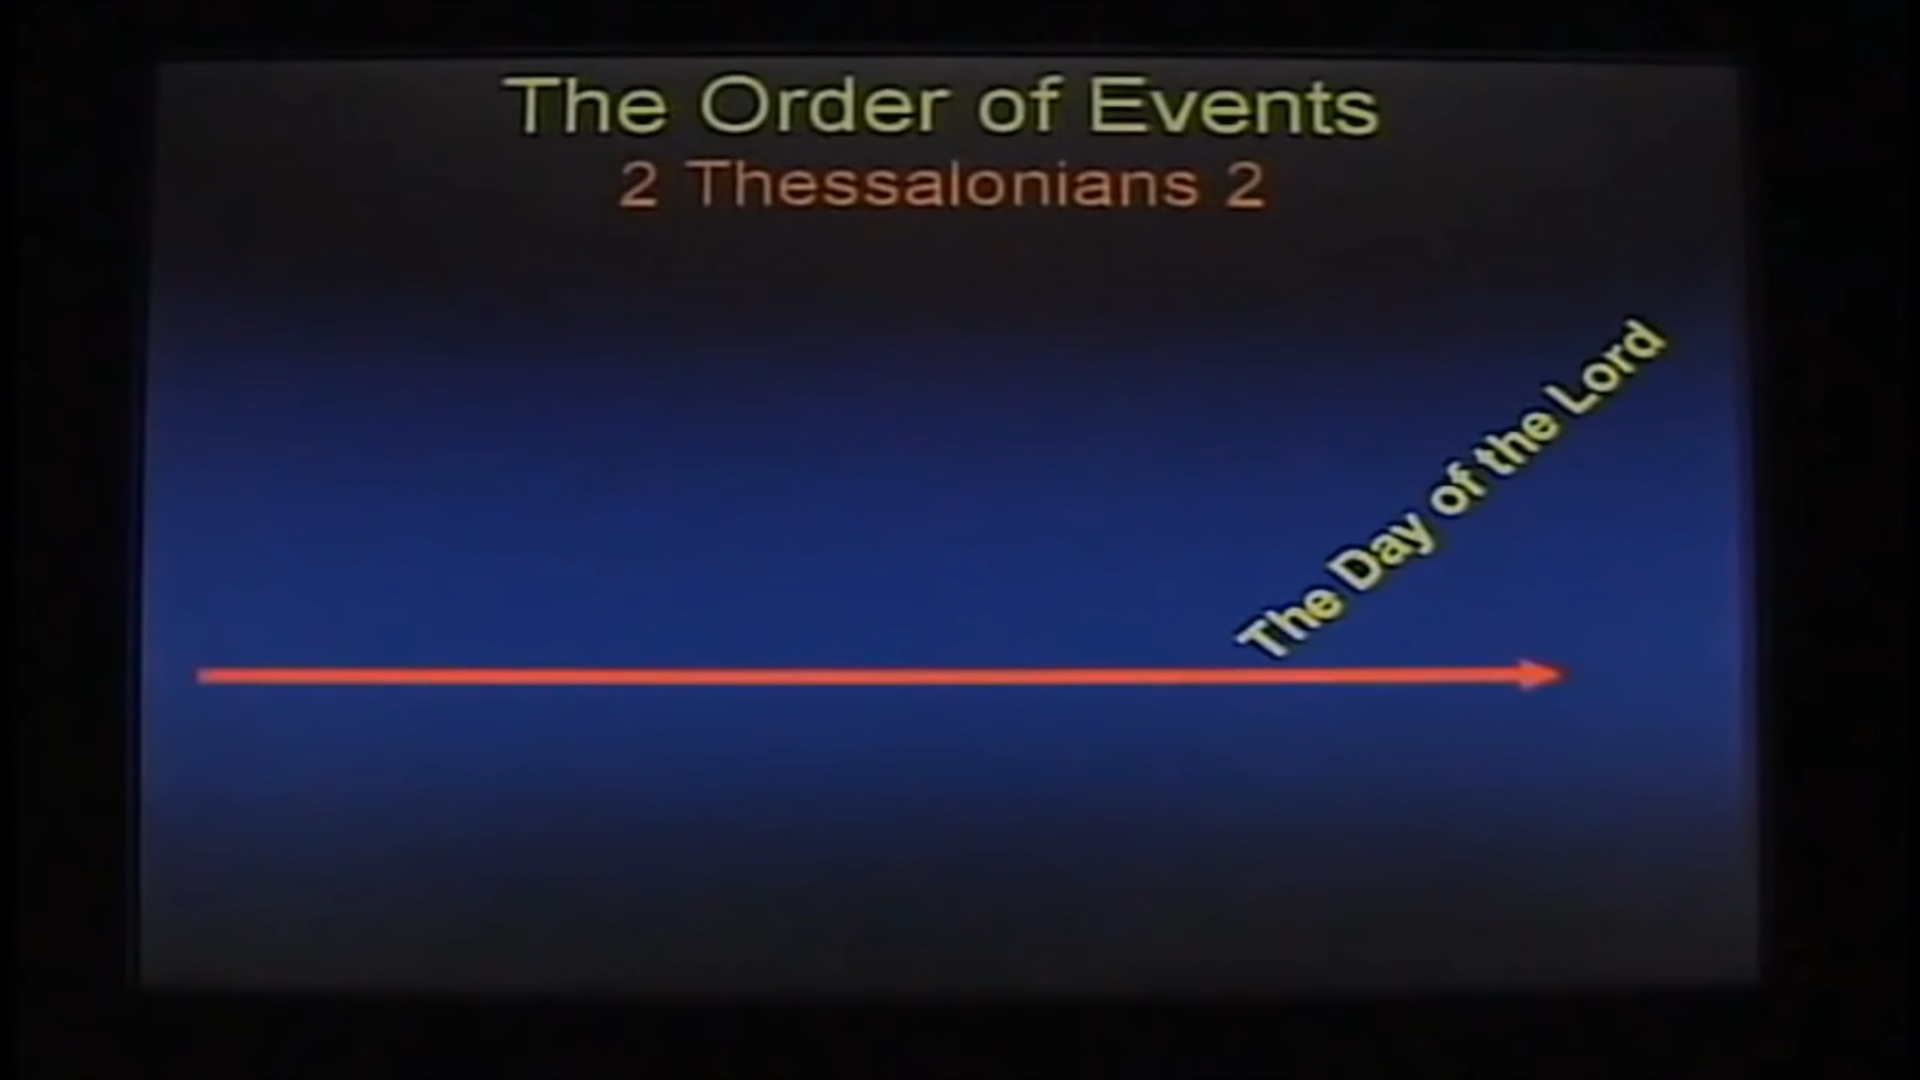 The Order of Events
2 Thessalonians 2
The Day of the Lord